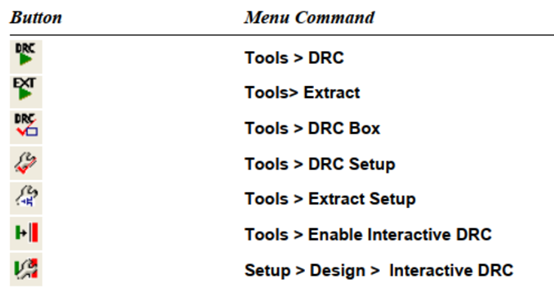 Button Menu Command
DRC Tools > DRC
EXT Tools> Extract
DRC Tools > DRC Box
Tools > DRC Setup
Tools > Extract Setup
Tools > Enable Interactive DRC
Setup > Design > Interactive DRC